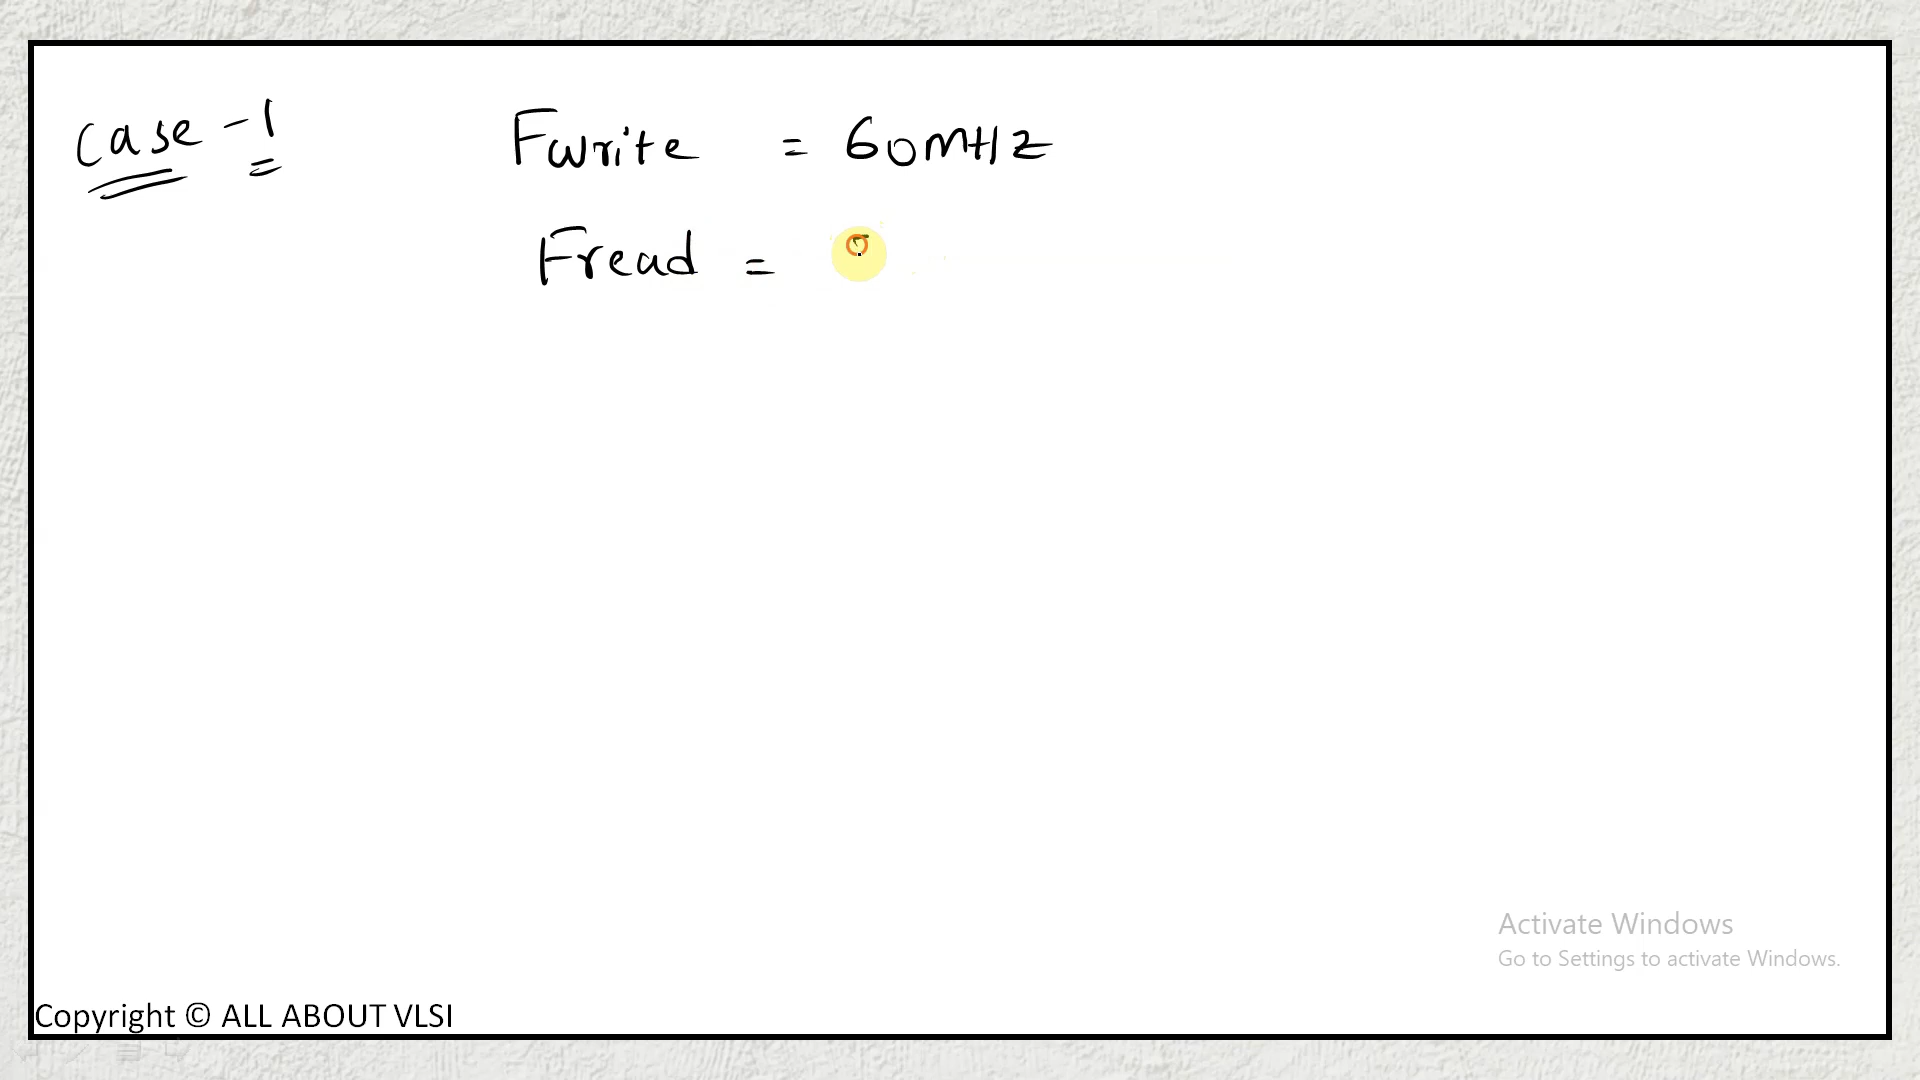 case -1
Fwrite = 60MHz
Fread =
Activate Windows
Go to Settings to activate Windows.
Copyright © ALL ABOUT VLSI